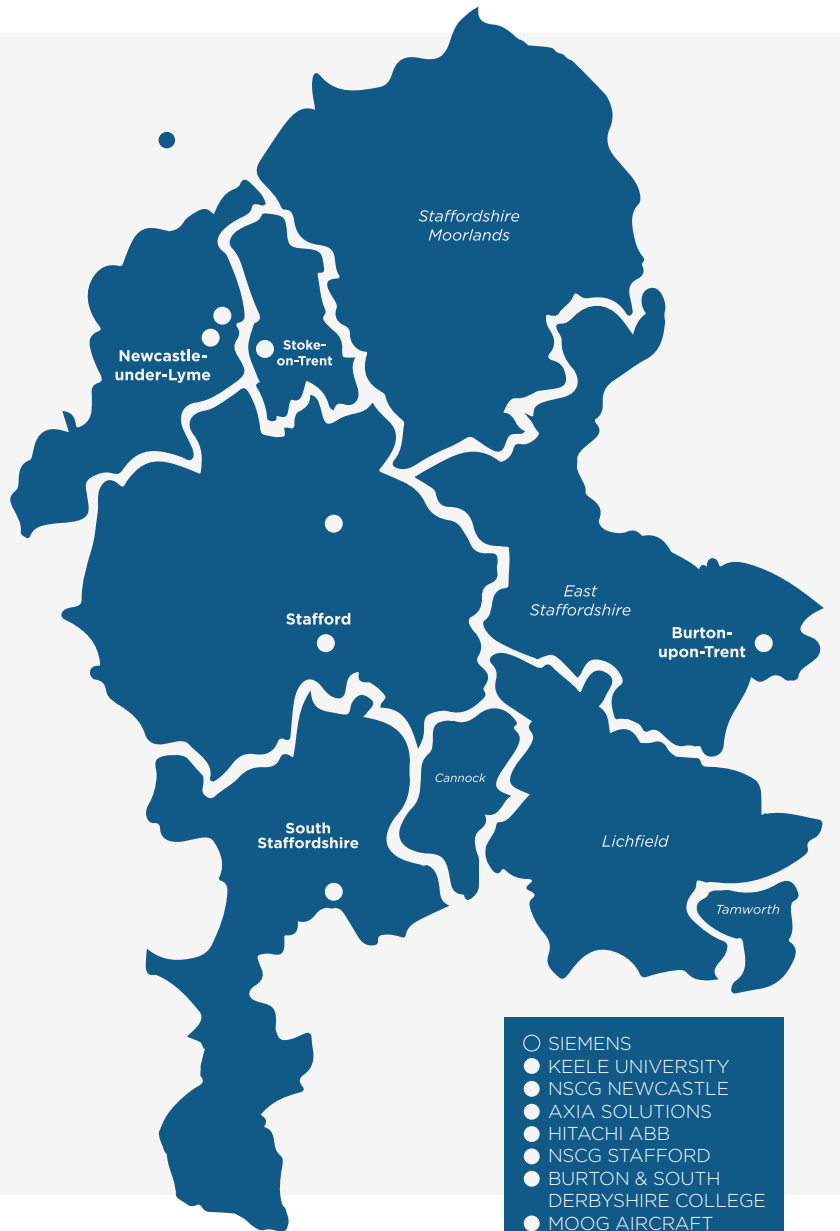 Staffordshire
Moorlands
Stoke-
on-Trent
Newcastle-
under-Lyme
East
Staffordshire
Stafford
Burton-
upon-Trent
Cannock
South
Staffordshire
Lichfield
Tamworth
SIEMENS
KEELE UNIVERSITY
NSCG NEWCASTLE
AXIA SOLUTIONS
HITACHI ABB
NSCG STAFFORD
BURTON & SOUTH
DERBYSHIRE COLLEGE
MOOG AIRCRAFT